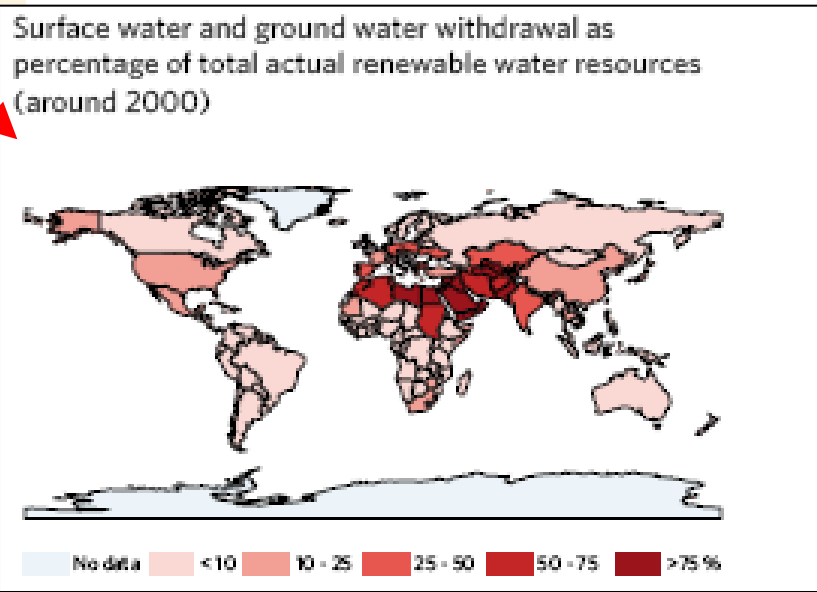 Surface water and ground water withdrawal as
percentage of total actual renewable water resources
(around 2000)
No data <10 10 - 25 25 - 50 50 -75 >75 %